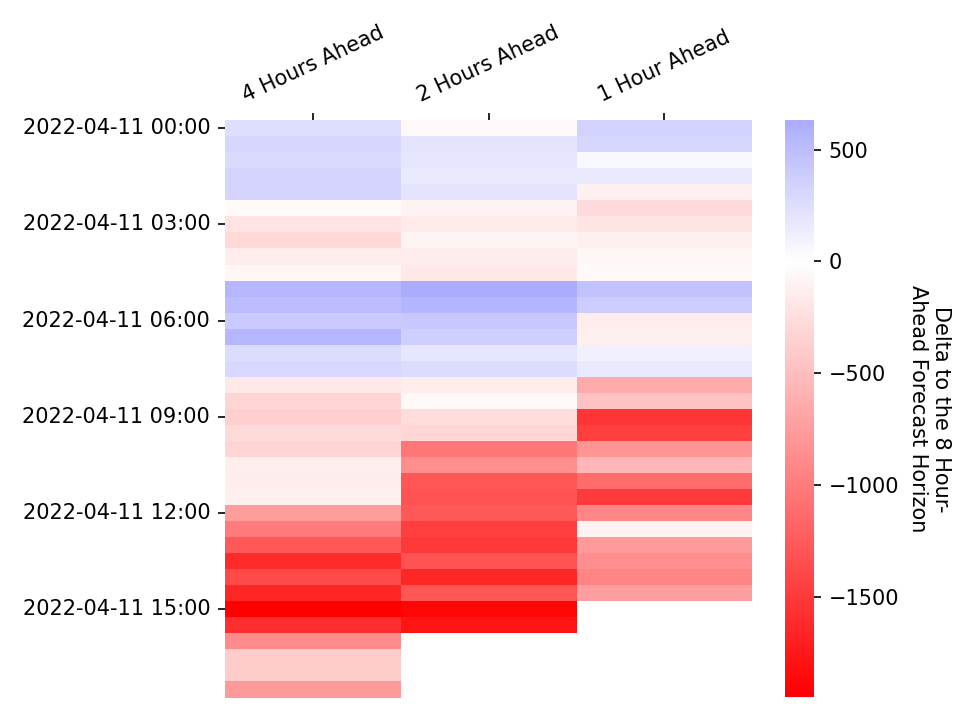 4 Hours Ahead
2 Hours Ahead
1 Hour Ahead
2022-04-11 00:00
2022-04-11 03:00
2022-04-11 06:00
2022-04-11 09:00
2022-04-11 12:00
2022-04-11 15:00
500
0
−500
−1000
−1500
Delta to the 8 Hour-
Ahead Forecast Horizon